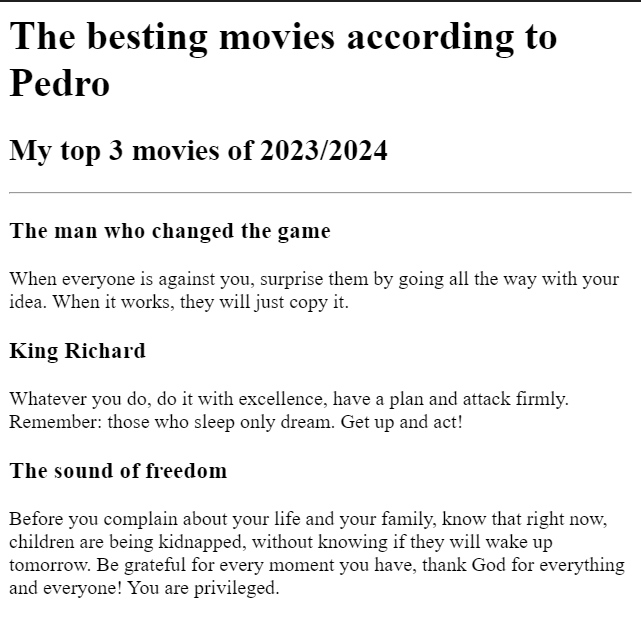 The besting movies according to
Pedro
My top 3 movies of 2023/2024
The man who changed the game
When everyone is against you, surprise them by going all the way with your
idea. When it works, they will just copy it.
King Richard
Whatever you do, do it with excellence, have a plan and attack firmly.
Remember: those who sleep only dream. Get up and act!
The sound of freedom
Before you complain about your life and your family, know that right now,
children are being kidnapped, without knowing if they will wake up
tomorrow. Be grateful for every moment you have, thank God for everything
and everyone! You are privileged.